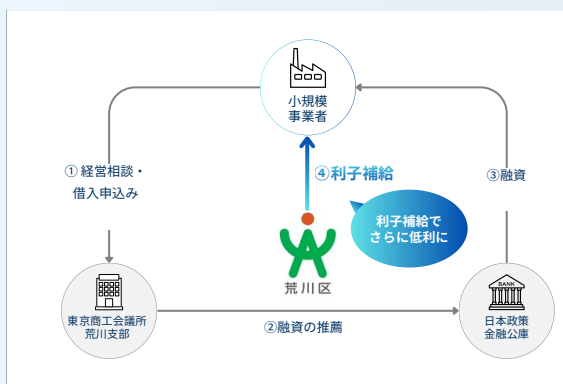 小規模
事業者
① 経営相談・
借入申込み
④利子補給
③融資
利子補給で
さらに低利に
荒川区
東京商工会議所
荒川支部
②融資の推薦
BANK
日本政策
金融公庫